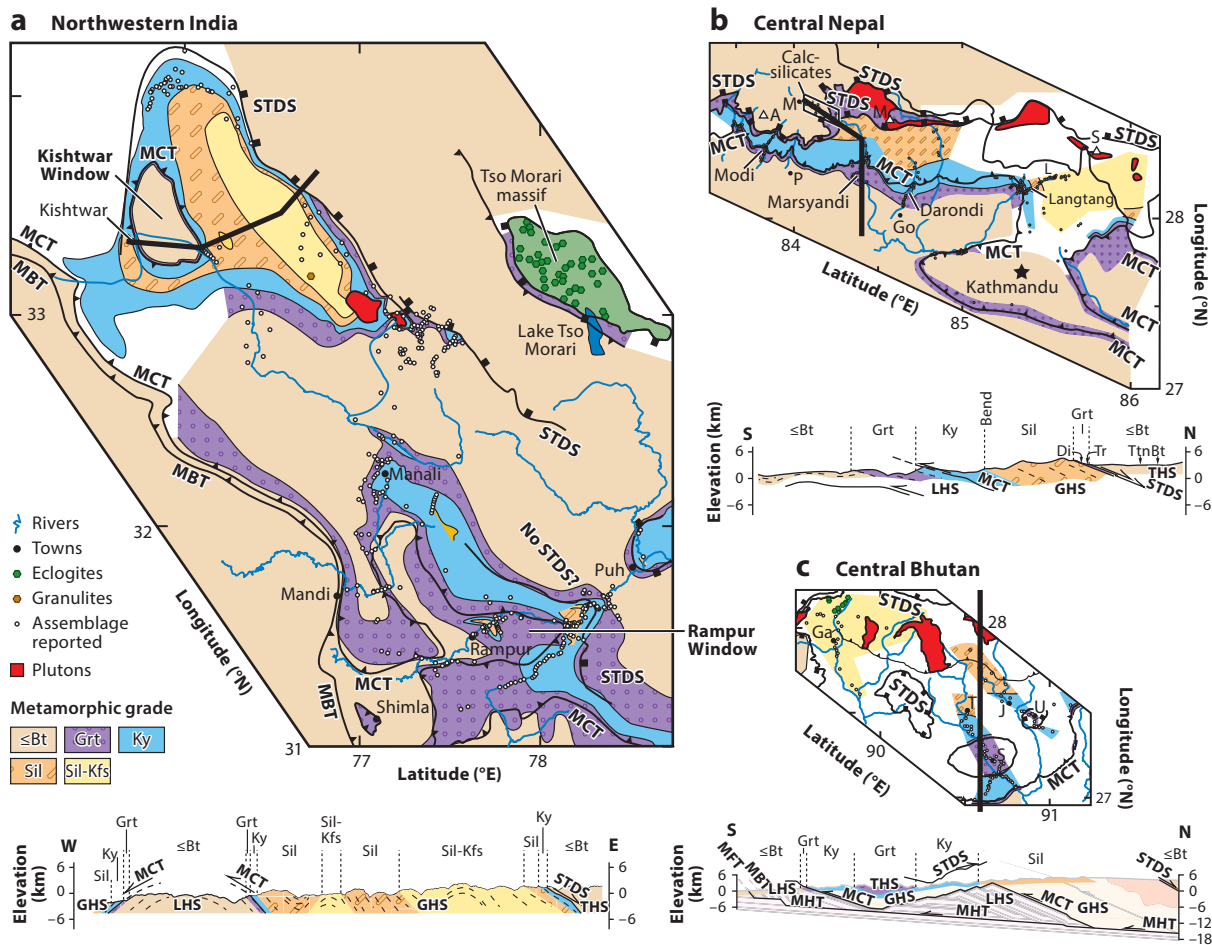 a Northwestern India
STDS
Kishtwar
Window
MCT
Kishtwar
MCT
MBT
33
Tso Morari
massif
Lake Tso
Morari
MCT
STDS
MBT
Manali
32
No STDS?
Puh
Mandi
Rampur
Rampur
Window
MCT
STDS
Shimla
MBT
MCT
31
77
78
Latitude (°E)
Longitude (°N)
Rivers
Towns
Eclogites
Granulites
Assemblage
reported
Plutons
Metamorphic grade
≤Bt
Grt
Ky
Sil
Sil-Kfs
W
E
Elevation
(km)
6
0
−6
6
0
−6
Sil
Ky
Grt
MCT
≤Bt
MCT
Grt
Ky
Sil
Sil-
Kfs
Sil
Sil-Kfs
Sil
Ky
≤Bt
GHS
LHS
GHS
STDS
THS
b Central Nepal
Calc-
silicates
STDS
STDS
STDS
M
M
A
S
STDS
MCT
MCT
L
Modi
P
Marsyandi
Darondi
Langtang
Go
28
84
MCT
MCT
Kathmandu
85
MCT
MCT
27
86
Latitude (°E)
Longitude (°N)
S
N
Elevation (km)
6
0
−6
6
0
−6
≤Bt
Grt
Ky
Bend
Sil
Grt
≤Bt
Di
Tr
TtnBt
LHS
MCT
GHS
THS
STDS
c Central Bhutan
STDS
28
Ga
STDS
T
J
U
S
90
MCT
91
27
Latitude (°E)
Longitude (°N)
S
N
MFT
MBT
≤Bt
Grt
Ky
Grt
Ky
STDS
Sil
STDS
≤Bt
Elevation
(km)
6
0
−6
6
0
−6
−12
−18
LHS
MHT
MCT
THS
GHS
MHT
LHS
MCT
GHS
MHT